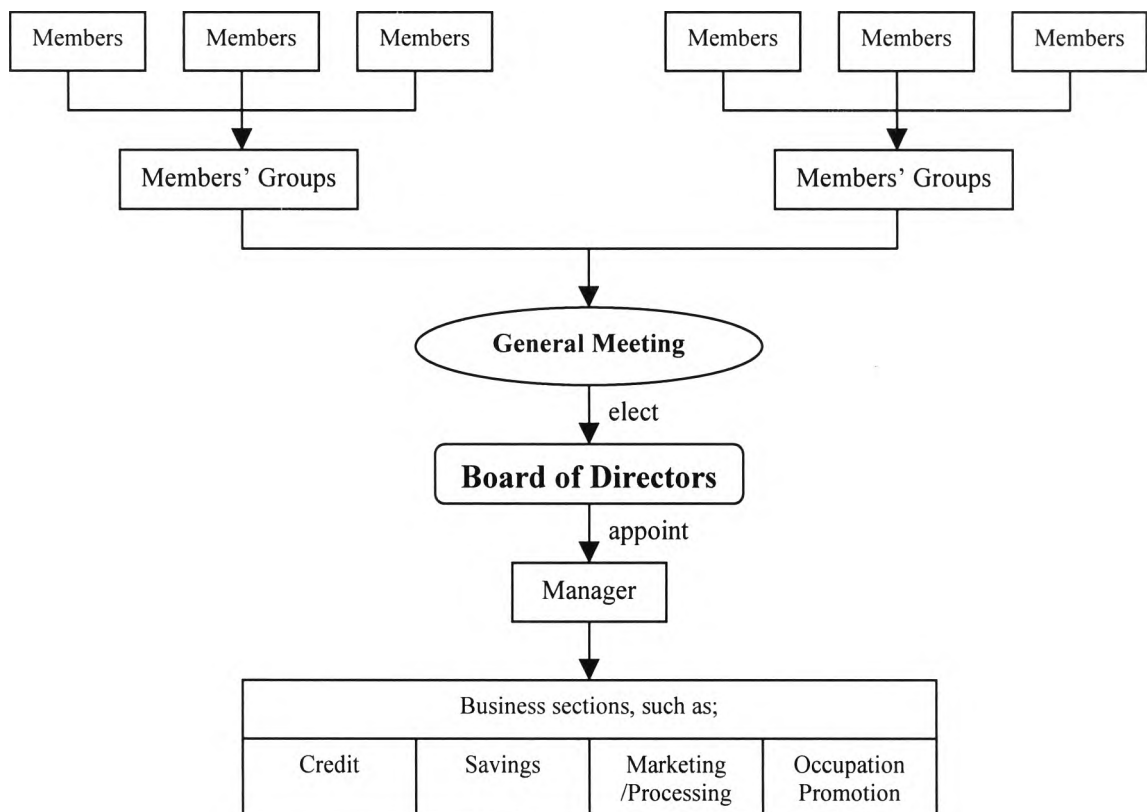 Members Members Members Members Members Members
Members’ Groups Members’ Groups
General Meeting
elect
Board of Directors
appoint
Manager
Business sections, such as;
Credit Savings Marketing Occupation
/Processing Promotion